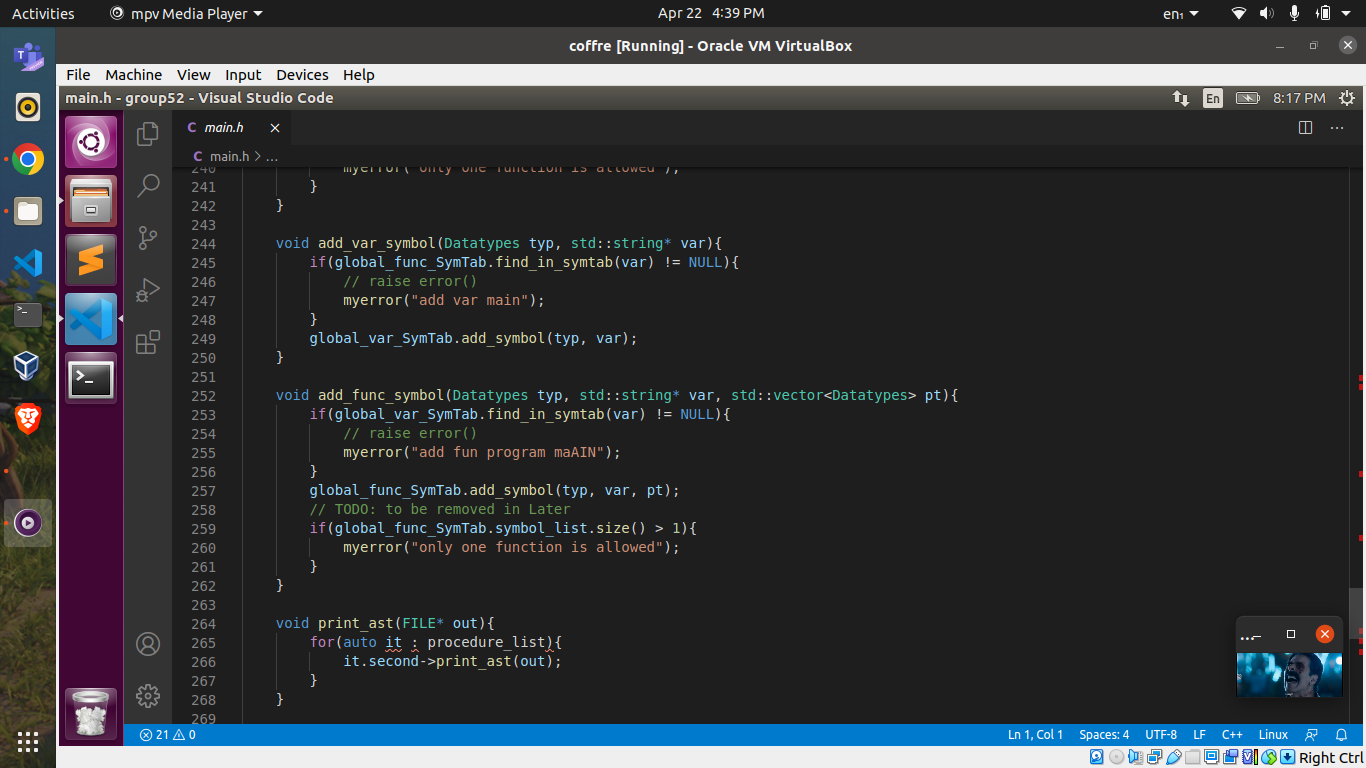 Activities mpv Media Player Apr 22 4:39 PM en₁
coffre [Running] - Oracle VM VirtualBox
File Machine View Input Devices Help
main.h - group52 - Visual Studio Code En 8:17 PM
C main.h
C main.h > ...
240 myerror("only one function is allowed");
241 }
242 }
243
244 void add_var_symbol(Datatypes typ, std::string* var){
245 if(global_func_SymTab.find_in_symtab(var) != NULL){
246 // raise error()
247 myerror("add var main");
248 }
249 global_var_SymTab.add_symbol(typ, var);
250 }
251
252 void add_func_symbol(Datatypes typ, std::string* var, std::vector<Datatypes> pt){
253 if(global_var_SymTab.find_in_symtab(var) != NULL){
254 // raise error()
255 myerror("add fun program maAIN");
256 }
257 global_func_SymTab.add_symbol(typ, var, pt);
258 // TODO: to be removed in Later
259 if(global_func_SymTab.symbol_list.size() > 1){
260 myerror("only one function is allowed");
261 }
262 }
263
264 void print_ast(FILE* out){
265 for(auto it : procedure_list){
266 it.second->print_ast(out);
267 }
268 }
269
...
21 0 Ln 1, Col 1 Spaces: 4 UTF-8 LF C++ Linux
Right Ctrl